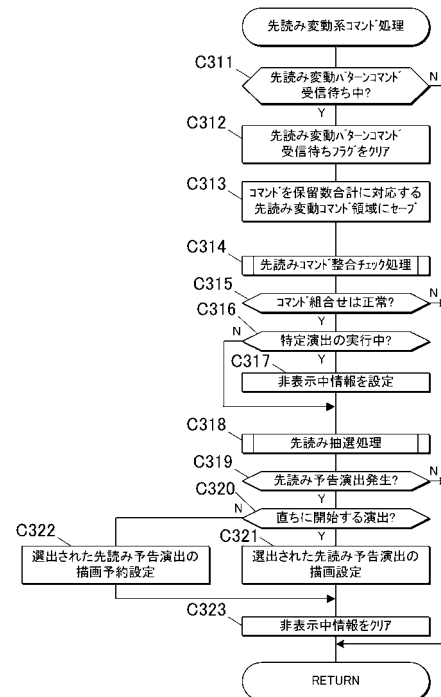 先読み変動系コマンド処理
C311
先読み変動パターンコマンド
受信待ち中?
N
Y
C312
先読み変動パターンコマンド
受信待ちフラグをクリア
C313
コマンドを保留数合計に対応する
先読み変動コマンド領域にセーブ
C314
先読みコマンド整合チェック処理
C315
コマンド組合せは正常?
N
Y
C316
特定演出の実行中?
N
Y
C317
非表示中情報を設定
C318
先読み抽選処理
C319
先読み予告演出発生?
N
Y
C320
直ちに開始する演出?
N
Y
C322
選出された先読み予告演出の
描画予約設定
C321
選出された先読み予告演出の
描画設定
C323
非表示中情報をクリア
RETURN